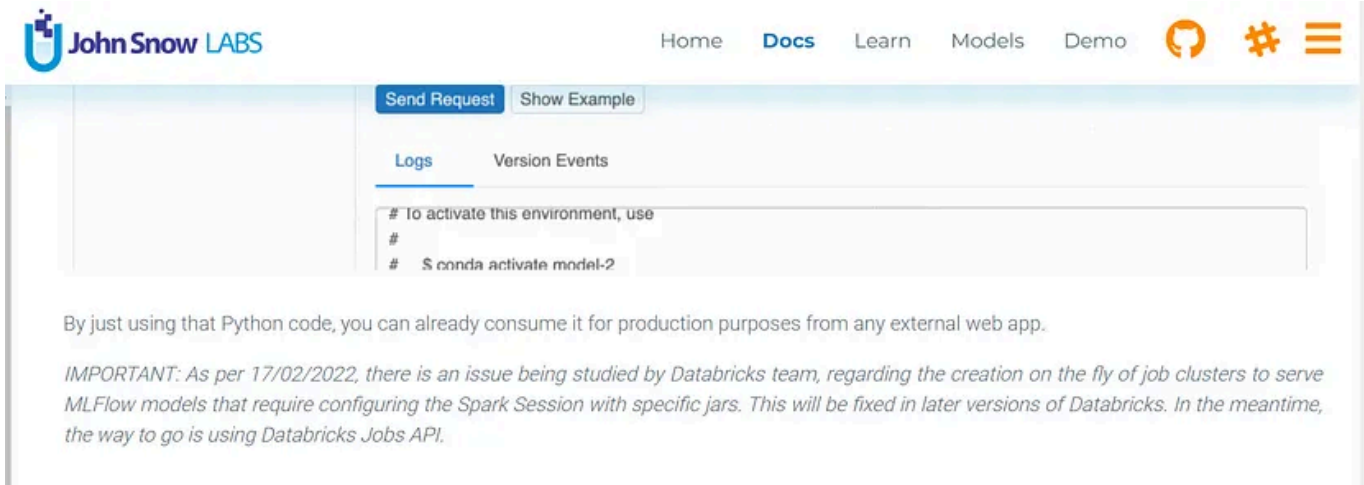 John Snow LABS
Home Docs Learn Models Demo
Send Request Show Example
Logs Version Events
# To activate this environment, use
#
# $ conda activate model-2
By just using that Python code, you can already consume it for production purposes from any external web app.
IMPORTANT: As per 17/02/2022, there is an issue being studied by Databricks team, regarding the creation on the fly of job clusters to serve
MLFlow models that require configuring the Spark Session with specific jars. This will be fixed in later versions of Databricks. In the meantime,
the way to go is using Databricks Jobs API.